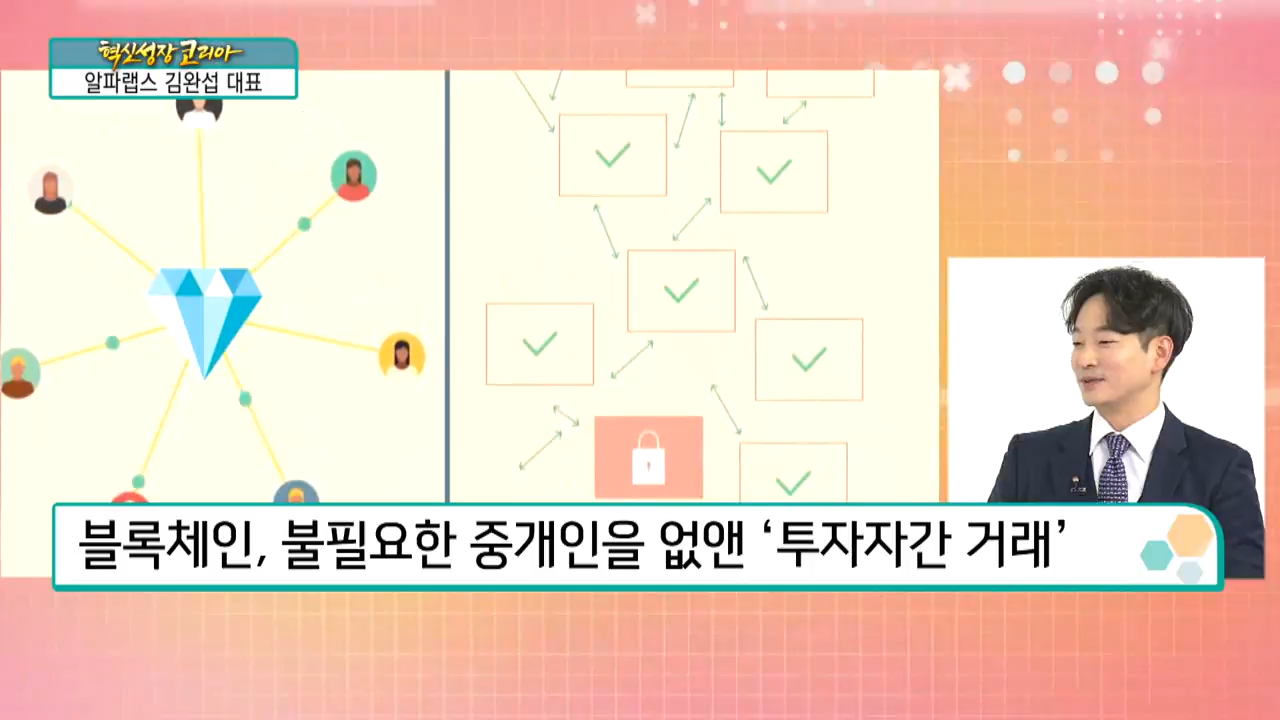 혁신성장 코리아
알파랩스 김완섭 대표
블록체인, 불필요한 중개인을 없앤 ‘투자자간 거래’